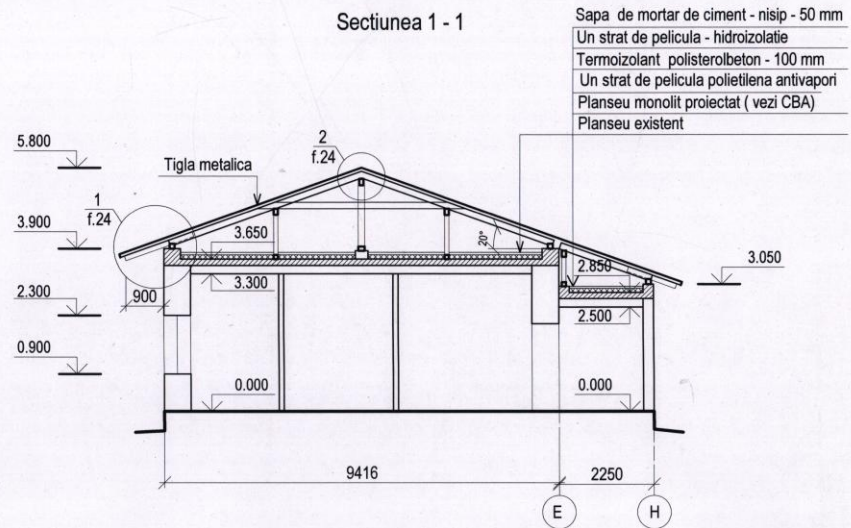 Sectiunea 1 - 1
Sapa de mortar de ciment - nisip - 50 mm
Un strat de pelicula - hidroizolatie
Termoizolant polisterolbeton - 100 mm
Un strat de pelicula polietilena antivapori
Planseu monolit proiectat ( vezi CBA)
Planseu existent
5.800
2
f.24
Tigla metalica
1
f.24
3.900
3.650
20°
2.850
3.050
900
3.300
2.300
2.500
0.900
0.000
0.000
9416
2250
E
H